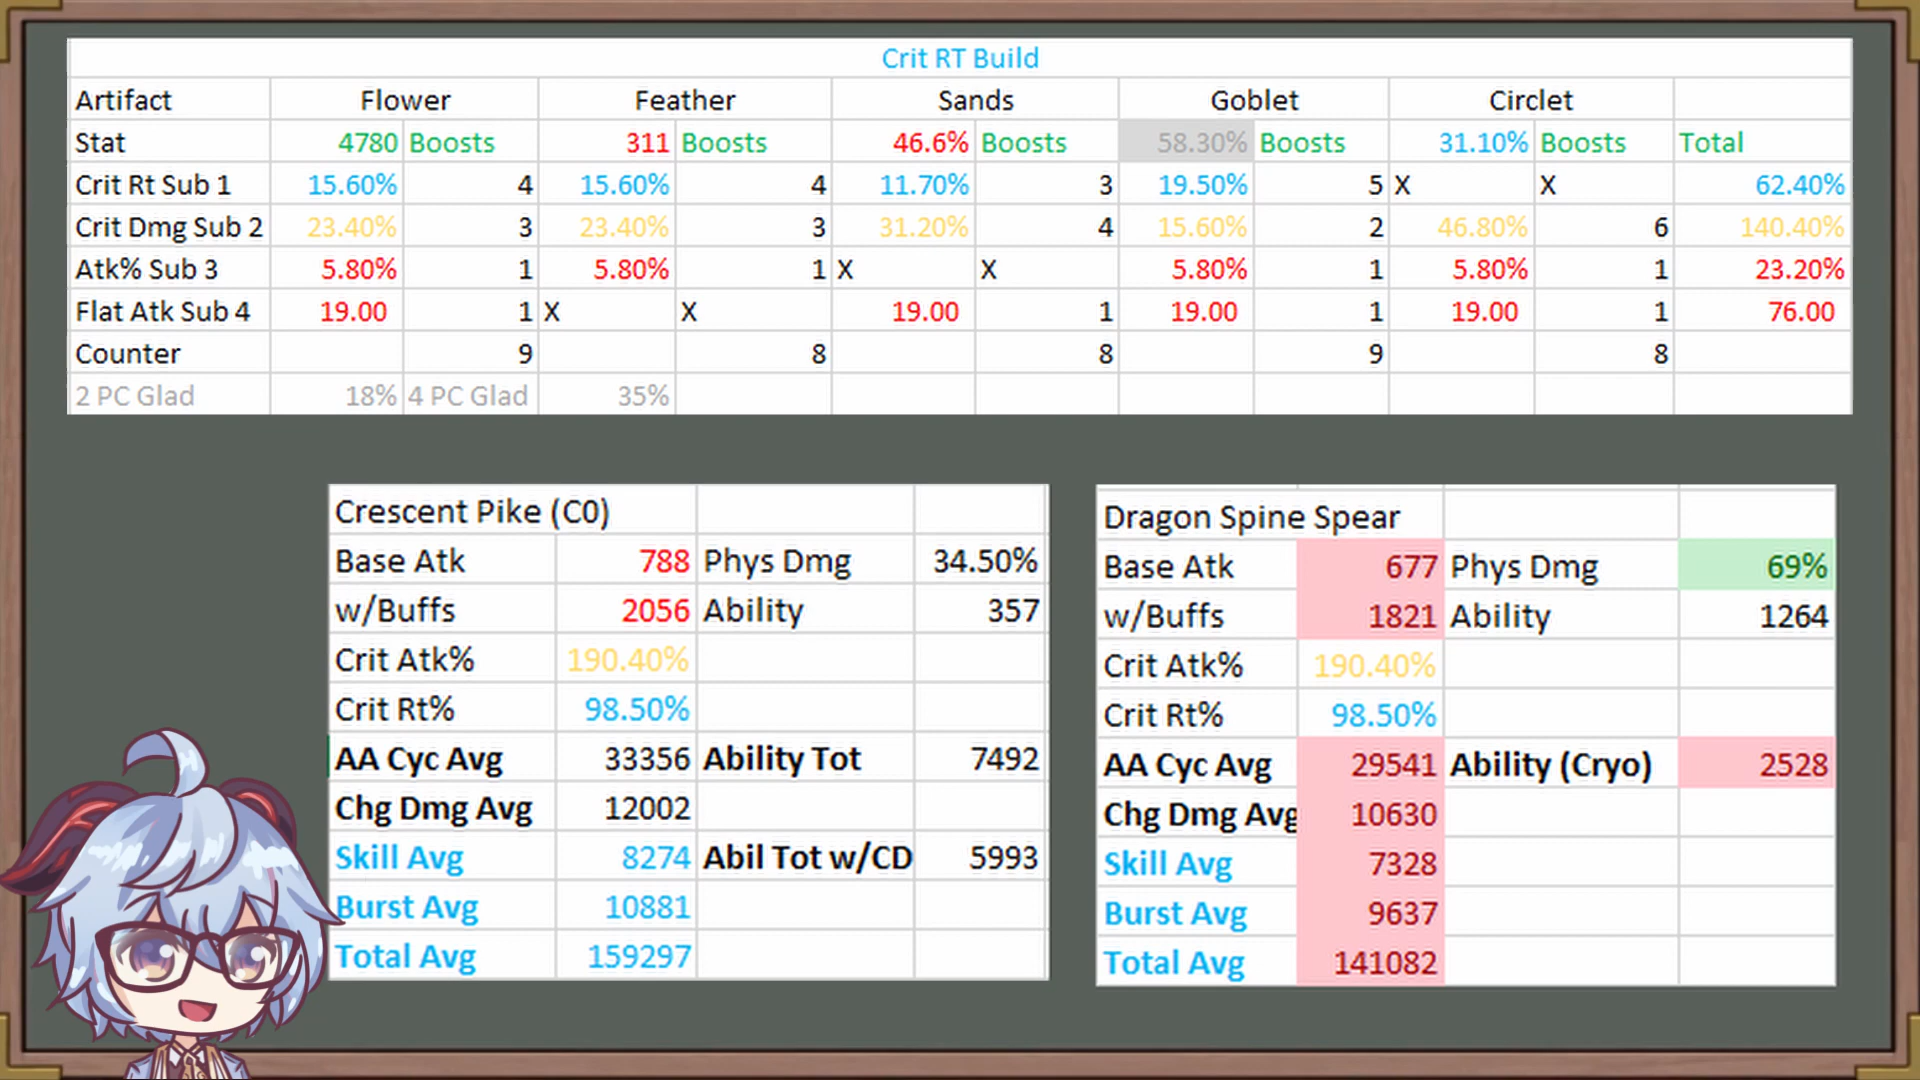 Crit RT Build
Artifact Flower Feather Sands Goblet Circlet
Stat 4780 Boosts 311 Boosts 46.6% Boosts 58.30% Boosts 31.10% Boosts Total
Crit Rt Sub 1 15.60% 4 15.60% 4 11.70% 3 19.50% 5 X X 62.40%
Crit Dmg Sub 2 23.40% 3 23.40% 3 31.20% 4 15.60% 2 46.80% 6 140.40%
Atk% Sub 3 5.80% 1 5.80% 1 X X 5.80% 1 5.80% 1 23.20%
Flat Atk Sub 4 19.00 1 X X 19.00 1 19.00 1 19.00 1 76.00
Counter 9 8 8 9 8
2 PC Glad 18% 4 PC Glad 35%
Crescent Pike (C0)
Base Atk 788 Phys Dmg 34.50%
w/Buffs 2056 Ability 357
Crit Atk% 190.40%
Crit Rt% 98.50%
AA Cyc Avg 33356 Ability Tot 7492
Chg Dmg Avg 12002
Skill Avg 8274 Abil Tot w/CD 5993
Burst Avg 10881
Total Avg 159297
Dragon Spine Spear
Base Atk 677 Phys Dmg 69%
w/Buffs 1821 Ability 1264
Crit Atk% 190.40%
Crit Rt% 98.50%
AA Cyc Avg 29541 Ability (Cryo) 2528
Chg Dmg Avg 10630
Skill Avg 7328
Burst Avg 9637
Total Avg 141082